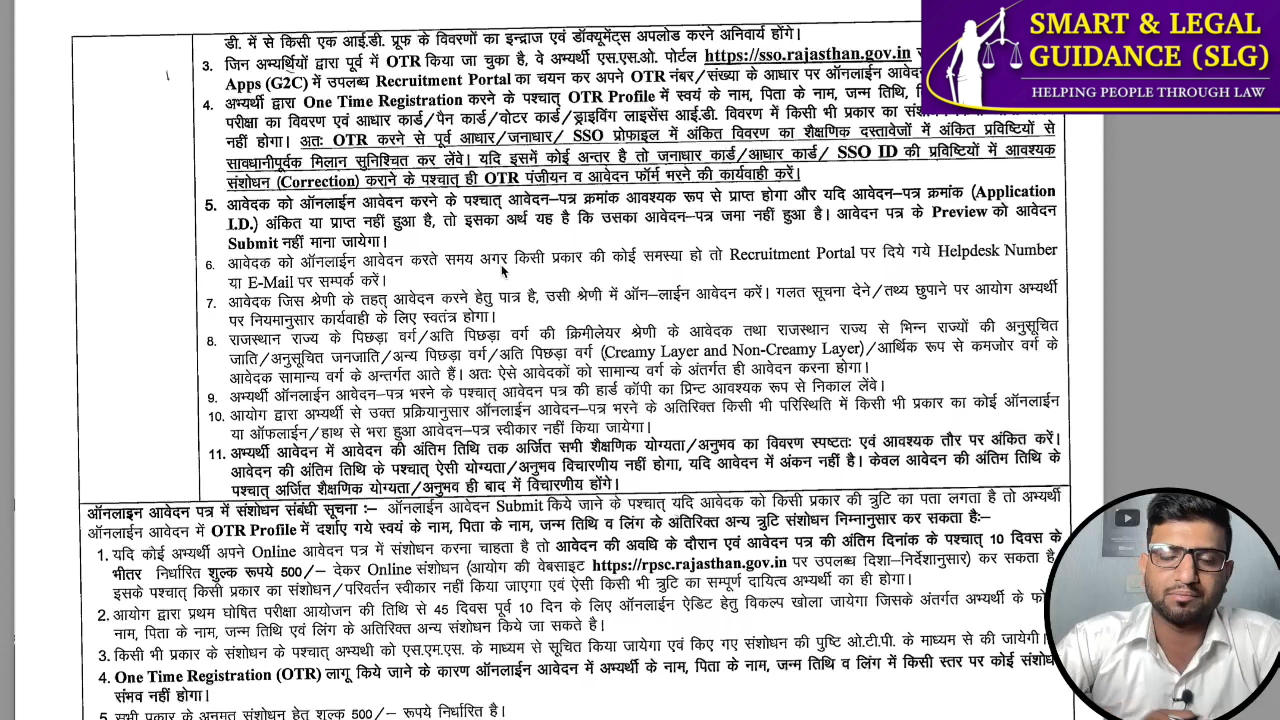 डी. में से किसी एक आई.डी. प्रूफ के विवरणों का इन्द्राज एवं डॉक्यूमेंट्स अपलोड करने अनिवार्य होंगे।
3. जिन अभ्यर्थियों द्वारा पूर्व में OTR किया जा चुका है, वे अभ्यर्थी एस.एस.ओ. पोर्टल https://sso.rajasthan.gov.in
Apps (G2C) में उपलब्ध Recruitment Portal का चयन कर अपने OTR नंबर/संख्या के आधार पर ऑनलाईन आवेदन
4. अभ्यर्थी द्वारा One Time Registration करने के पश्चात् OTR Profile में स्वयं के नाम, पिता के नाम, जन्म तिथि,
परीक्षा का विवरण एवं आधार कार्ड/पैन कार्ड/वोटर कार्ड/ड्राइविंग लाइसेंस आई.डी. विवरण में किसी भी प्रकार का
नहीं होगा। अतः OTR करने से पूर्व आधार/जनाधार/ SSO प्रोफाइल में अंकित विवरण का शैक्षणिक दस्तावेजों में अंकित प्रविष्टियों से
सावधानीपूर्वक मिलान सुनिश्चित कर लेंवे। यदि इसमें कोई अन्तर है तो जनाधार कार्ड/आधार कार्ड/ SSO ID की प्रविष्टियों में आवश्यक
संशोधन (Correction) कराने के पश्चात् ही OTR पंजीयन व आवेदन फॉर्म भरने की कार्यवाही करें।
5. आवेदक को ऑनलाईन आवेदन करने के पश्चात् आवेदन–पत्र क्रमांक आवश्यक रूप से प्राप्त होगा और यदि आवेदन–पत्र क्रमांक (Application
I.D.) अंकित या प्राप्त नहीं हुआ है, तो इसका अर्थ यह है कि उसका आवेदन–पत्र जमा नहीं हुआ है। आवेदन पत्र के Preview को आवेदन
Submit नहीं माना जायेगा।
6. आवेदक को ऑनलाईन आवेदन करते समय अगर किसी प्रकार की कोई समस्या हो तो Recruitment Portal पर दिये गये Helpdesk Number
या E-Mail पर सम्पर्क करें।
7. आवेदक जिस श्रेणी के तहत् आवेदन करने हेतु पात्र है, उसी श्रेणी में ऑन–लाईन आवेदन करें। गलत सूचना देने/तथ्य छुपाने पर आयोग अभ्यर्थी
पर नियमानुसार कार्यवाही के लिए स्वतंत्र होगा।
8. राजस्थान राज्य के पिछड़ा वर्ग/अति पिछड़ा वर्ग की क्रिमीलेयर श्रेणी के आवेदक तथा राजस्थान राज्य से भिन्न राज्यों की अनुसूचित
जाति/अनुसूचित जनजाति/अन्य पिछड़ा वर्ग/अति पिछड़ा वर्ग (Creamy Layer and Non-Creamy Layer)/आर्थिक रूप से कमजोर वर्ग के
आवेदक सामान्य वर्ग के अन्तर्गत आते हैं। अतः ऐसे आवेदकों को सामान्य वर्ग के अंतर्गत ही आवेदन करना होगा।
9. अभ्यर्थी ऑनलाईन आवेदन–पत्र भरने के पश्चात् आवेदन पत्र की हार्ड कॉपी का प्रिन्ट आवश्यक रूप से निकाल लेंवे।
10. आयोग द्वारा अभ्यर्थी से उक्त प्रक्रियानुसार ऑनलाईन आवेदन–पत्र भरने के अतिरिक्त किसी भी परिस्थिति में किसी भी प्रकार का कोई ऑनलाईन
या ऑफलाईन/हाथ से भरा हुआ आवेदन–पत्र स्वीकार नहीं किया जायेगा।
11. अभ्यर्थी आवेदन में आवेदन की अंतिम तिथि तक अर्जित सभी शैक्षणिक योग्यता/अनुभव का विवरण स्पष्टतः एवं आवश्यक तौर पर अंकित करें।
आवेदन की अंतिम तिथि के पश्चात् ऐसी योग्यता/अनुभव विचारणीय नहीं होगा, यदि आवेदन में अंकन नहीं है। केवल आवेदन की अंतिम तिथि के
पश्चात् अर्जित शैक्षणिक योग्यता/अनुभव ही बाद में विचारणीय होंगे।
ऑनलाइन आवेदन पत्र में संशोधन संबंधी सूचना :– ऑनलाईन आवेदन Submit किये जाने के पश्चात् यदि आवेदक को किसी प्रकार की त्रुटि का पता लगता है तो अभ्यर्थी
ऑनलाईन आवेदन में OTR Profile में दर्शाए गये स्वयं के नाम, पिता के नाम, जन्म तिथि व लिंग के अतिरिक्त अन्य त्रुटि संशोधन निम्नानुसार कर सकता हैः–
1. यदि कोई अभ्यर्थी अपने Online आवेदन पत्र में संशोधन करना चाहता है तो आवेदन की अवधि के दौरान एवं आवेदन पत्र की अंतिम दिनांक के पश्चात् 10 दिवस के
भीतर निर्धारित शुल्क रूपये 500/– देकर Online संशोधन (आयोग की वेबसाइट https://rpsc.rajasthan.gov.in पर उपलब्ध दिशा–निर्देशानुसार) कर सकता है
इसके पश्चात् किसी प्रकार का संशोधन/परिवर्तन स्वीकार नहीं किया जाएगा एवं ऐसी किसी भी त्रुटि का सम्पूर्ण दायित्व अभ्यर्थी का ही होगा।
2. आयोग द्वारा प्रथम घोषित परीक्षा आयोजन की तिथि से 45 दिवस पूर्व 10 दिन के लिए ऑनलाईन ऐडिट हेतु विकल्प खोला जायेगा जिसके अंतर्गत अभ्यर्थी के
नाम, पिता के नाम, जन्म तिथि एवं लिंग के अतिरिक्त अन्य संशोधन किये जा सकते है।
3. किसी भी प्रकार के संशोधन के पश्चात् अभ्यथी को एस.एम.एस. के माध्यम से सूचित किया जायेगा एवं किए गए संशोधन की पुष्टि ओ.टी.पी. के माध्यम से की जायेगी।
4. One Time Registration (OTR) लागू किये जाने के कारण ऑनलाईन आवेदन में अभ्यर्थी के नाम, पिता के नाम, जन्म तिथि व लिंग में किसी स्तर पर कोई
संभव नहीं होगा।
5. सभी प्रकार के अनुमत संशोधन हेतु शुल्क 500/– रूपये निर्धारित है।
SMART & LEGAL
GUIDANCE (SLG)
HELPING PEOPLE THROUGH LAW